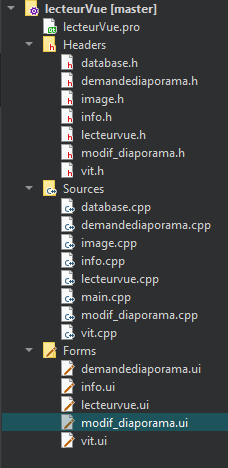 lecteurVue [master]
lecteurVue.pro
Headers
database.h
demandediaporama.h
image.h
info.h
lecteurvue.h
modif_diaporama.h
vit.h
Sources
database.cpp
demandediaporama.cpp
image.cpp
info.cpp
lecteurvue.cpp
main.cpp
modif_diaporama.cpp
vit.cpp
Forms
demandediaporama.ui
info.ui
lecteurvue.ui
modif_diaporama.ui
vit.ui